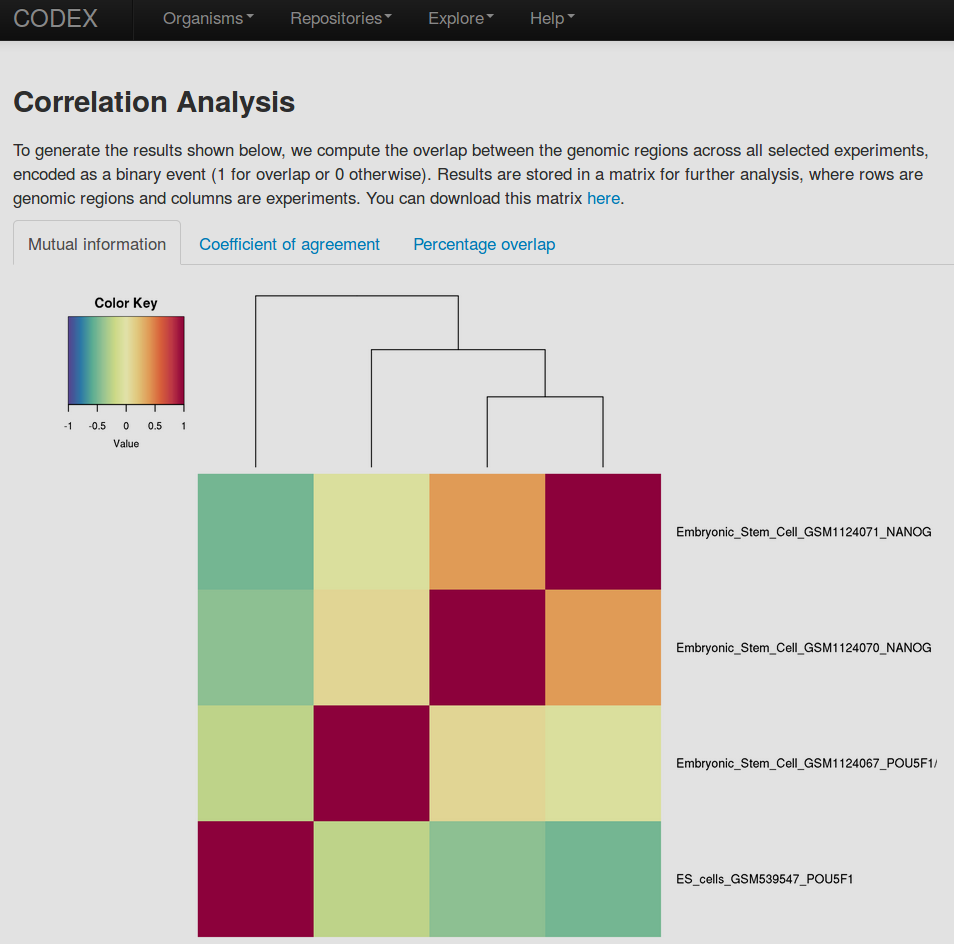 CODEX Organisms Repositories Explore Help
Correlation Analysis
To generate the results shown below, we compute the overlap between the genomic regions across all selected experiments,
encoded as a binary event (1 for overlap or 0 otherwise). Results are stored in a matrix for further analysis, where rows are
genomic regions and columns are experiments. You can download this matrix here.
Mutual information Coefficient of agreement Percentage overlap
Color Key
-1 -0.5 0 0.5 1
Value
Embryonic_Stem_Cell_GSM1124071_NANOG
Embryonic_Stem_Cell_GSM1124070_NANOG
Embryonic_Stem_Cell_GSM1124067_POU5F1/
ES_cells_GSM539547_POU5F1